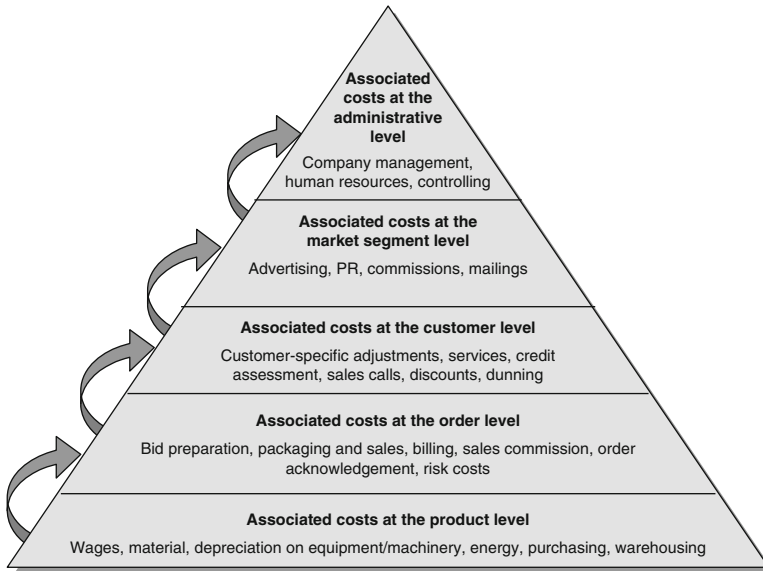 Associated
costs at the
administrative
level
Company management,
human resources, controlling
Associated costs at the
market segment level
Advertising, PR, commissions, mailings
Associated costs at the customer level
Customer-specific adjustments, services, credit
assessment, sales calls, discounts, dunning
Associated costs at the order level
Bid preparation, packaging and sales, billing, sales commission, order
acknowledgement, risk costs
Associated costs at the product level
Wages, material, depreciation on equipment/machinery, energy, purchasing, warehousing